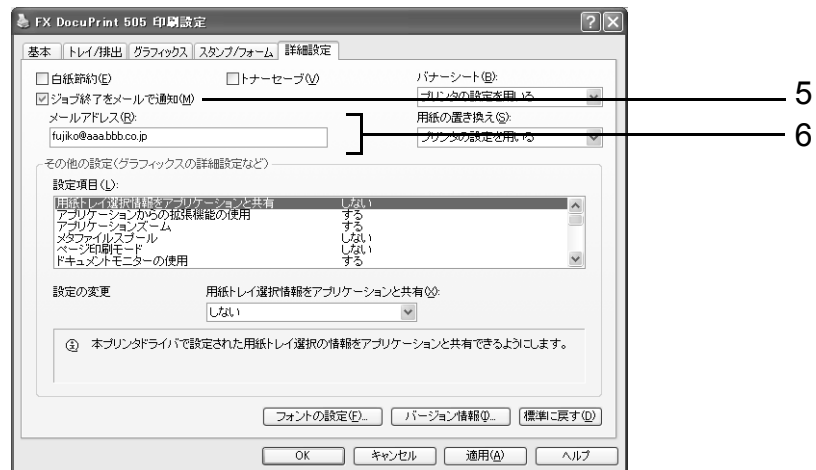 FX DocuPrint 505 印刷設定
基本 トレイ/排出 グラフィックス スタンプ/フォーム 詳細設定
白紙節約(E) トナーセーブ(V) バナーシート(B):
ジョブ終了をメールで通知(M) プリンタの設定を用いる 5
メールアドレス(R): 用紙の置き換え(S):
fujiko@aaa.bbb.co.jp プリンタの設定を用いる 6
その他の設定(グラフィックスの詳細設定など)
設定項目(L):
用紙トレイ選択情報をアプリケーションと共有 しない
アプリケーションからの拡張機能の使用 する
アプリケーションズーム する
メタファイルスプール しない
ページ印刷モード しない
ドキュメントモニターの使用 する
設定の変更 用紙トレイ選択情報をアプリケーションと共有(X):
しない
本プリンタドライバで設定された用紙トレイ選択の情報をアプリケーションと共有できるようにします。
フォントの設定(F)... バージョン情報(I)... 標準に戻す(D)
OK キャンセル 適用(A) ヘルプ